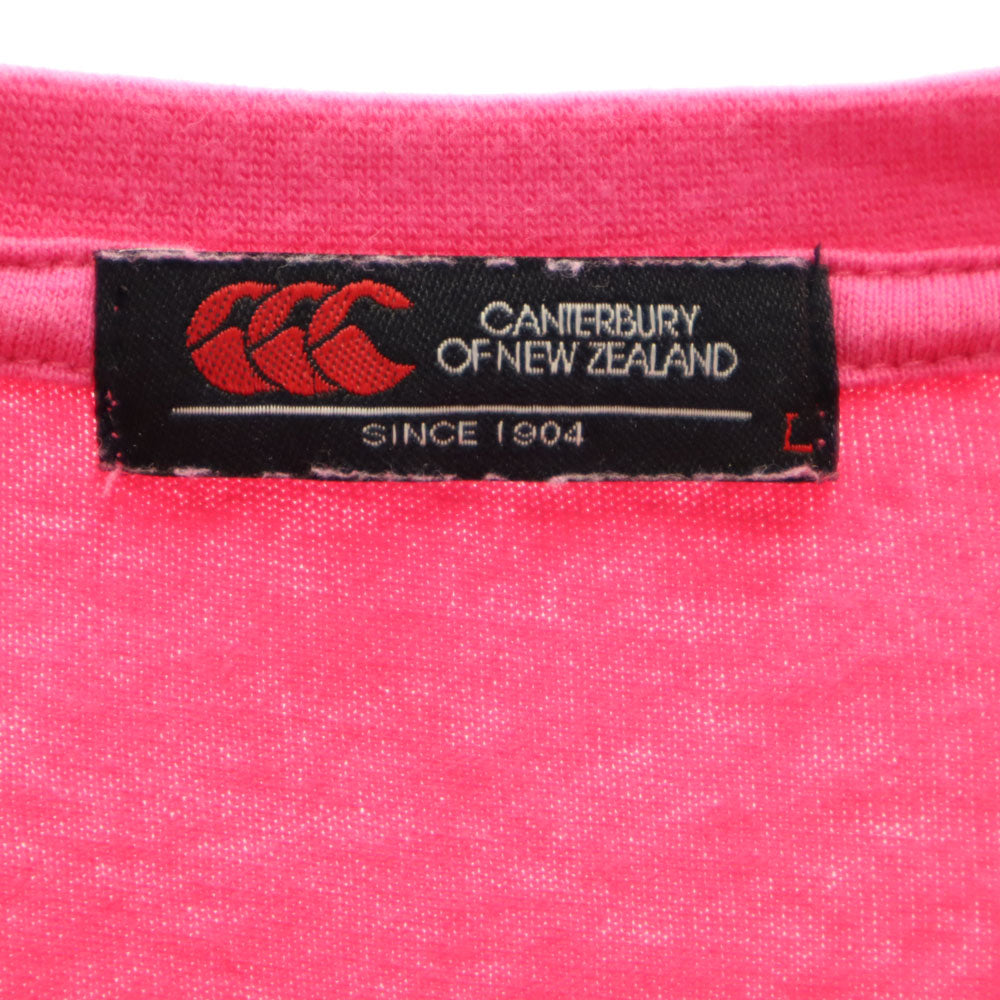 CANTERBURY
OF NEW ZEALAND
SINCE 1904
L